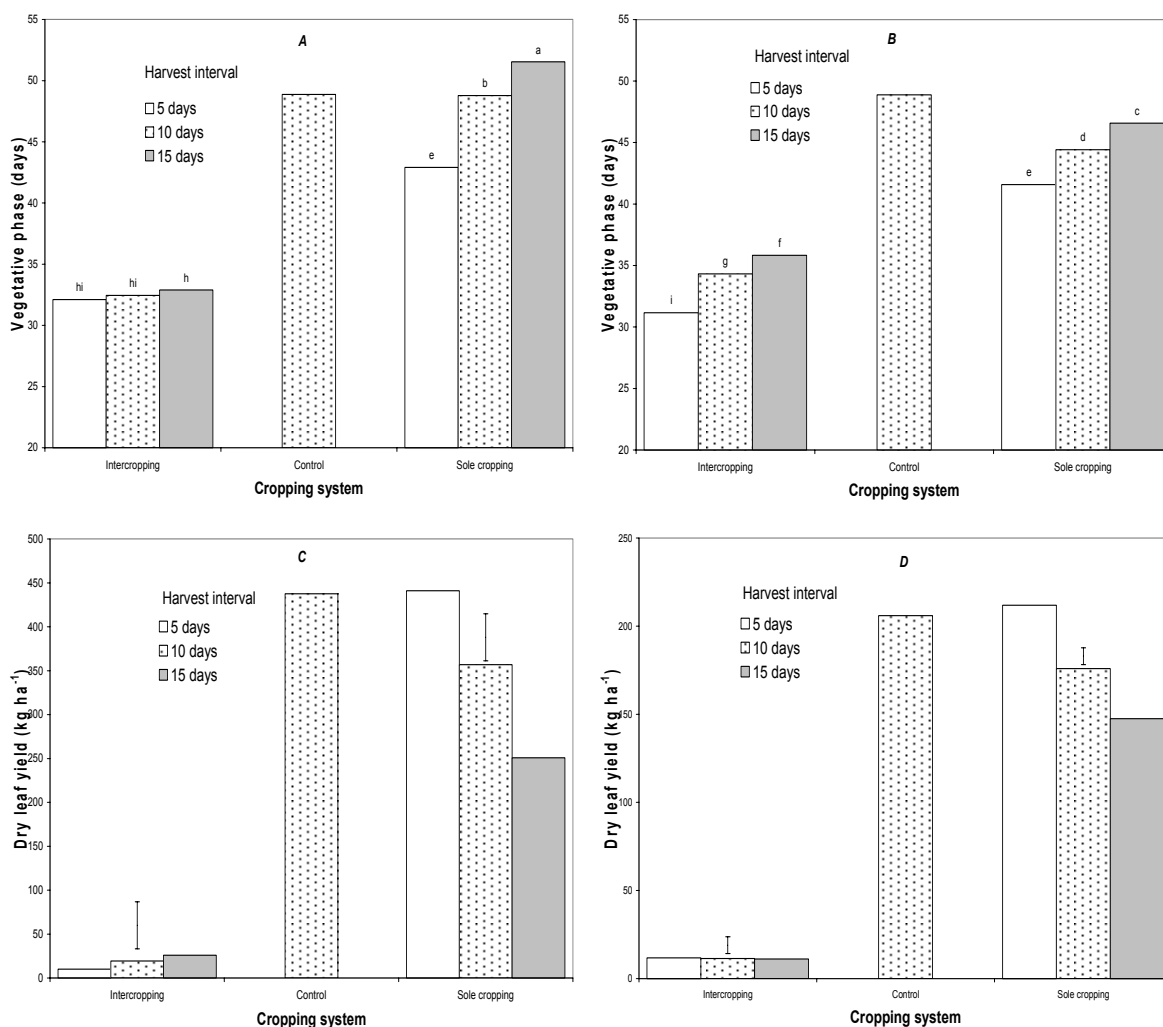 A
Harvest interval
5 days
10 days
15 days
Vegetative phase (days)
55
50
45
40
35
30
25
20
hi
hi
h
e
b
a
Intercropping
Control
Sole cropping
Cropping system
B
Harvest interval
5 days
10 days
15 days
Vegetative phase (days)
55
50
45
40
35
30
25
20
i
g
f
e
d
c
Intercropping
Control
Sole cropping
Cropping system
C
Harvest interval
5 days
10 days
15 days
Dry leaf yield (kg ha⁻¹)
500
450
400
350
300
250
200
150
100
50
0
Intercropping
Control
Sole cropping
Cropping system
D
Harvest interval
5 days
10 days
15 days
Dry leaf yield (kg ha⁻¹)
250
200
150
100
50
0
Intercropping
Control
Sole cropping
Cropping system